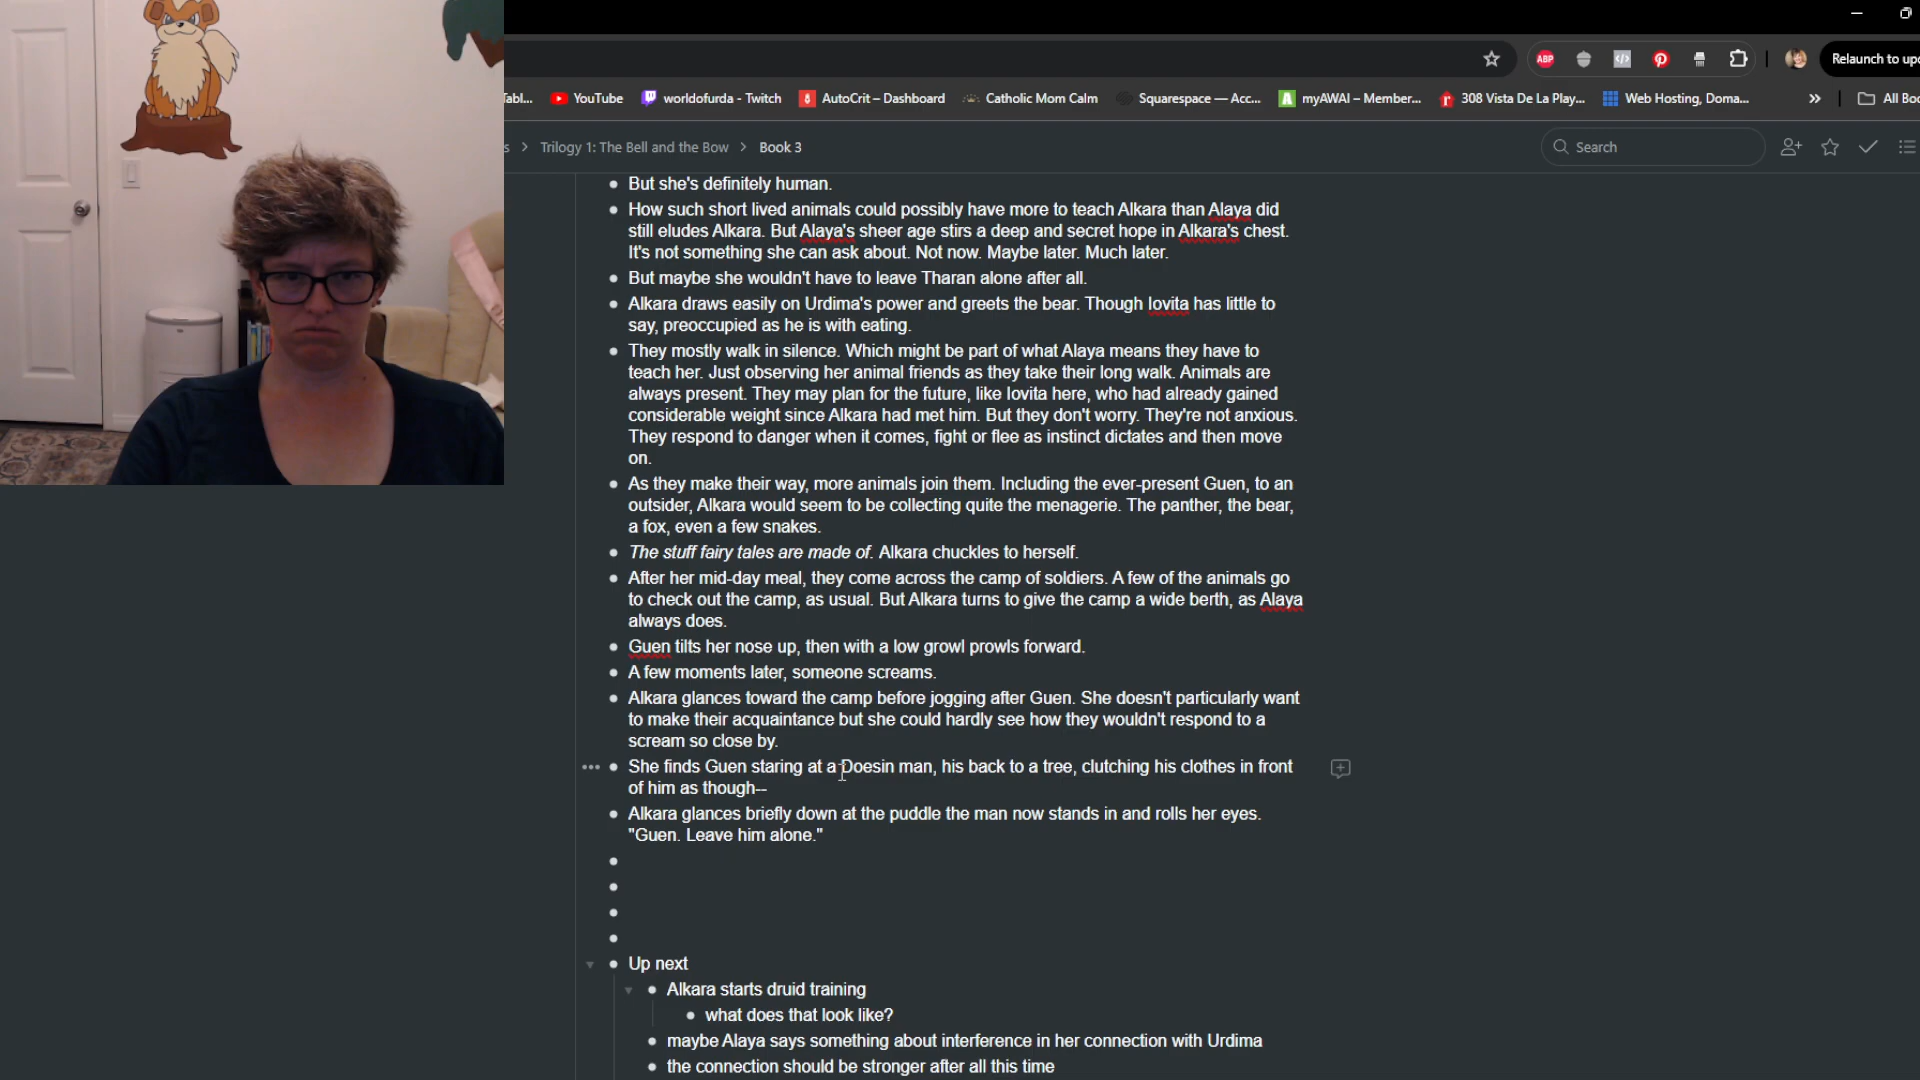 ABP
Relaunch to upd
Tabl...
YouTube
worldofurda - Twitch
AutoCrit – Dashboard
Catholic Mom Calm
Squarespace — Acc...
myAWAI – Member...
308 Vista De La Play...
Web Hosting, Doma...
»
All Boo
s > Trilogy 1: The Bell and the Bow > Book 3
Search
But she's definitely human.
How such short lived animals could possibly have more to teach Alkara than Alaya did
still eludes Alkara. But Alaya's sheer age stirs a deep and secret hope in Alkara's chest.
It's not something she can ask about. Not now. Maybe later. Much later.
But maybe she wouldn't have to leave Tharan alone after all.
Alkara draws easily on Urdima's power and greets the bear. Though Iovita has little to
say, preoccupied as he is with eating.
They mostly walk in silence. Which might be part of what Alaya means they have to
teach her. Just observing her animal friends as they take their long walk. Animals are
always present. They may plan for the future, like Iovita here, who had already gained
considerable weight since Alkara had met him. But they don't worry. They're not anxious.
They respond to danger when it comes, fight or flee as instinct dictates and then move
on.
As they make their way, more animals join them. Including the ever-present Guen, to an
outsider, Alkara would seem to be collecting quite the menagerie. The panther, the bear,
a fox, even a few snakes.
The stuff fairy tales are made of. Alkara chuckles to herself.
After her mid-day meal, they come across the camp of soldiers. A few of the animals go
to check out the camp, as usual. But Alkara turns to give the camp a wide berth, as Alaya
always does.
Guen tilts her nose up, then with a low growl prowls forward.
A few moments later, someone screams.
Alkara glances toward the camp before jogging after Guen. She doesn't particularly want
to make their acquaintance but she could hardly see how they wouldn't respond to a
scream so close by.
She finds Guen staring at a Doesin man, his back to a tree, clutching his clothes in front
of him as though--
Alkara glances briefly down at the puddle the man now stands in and rolls her eyes.
"Guen. Leave him alone."
Up next
Alkara starts druid training
what does that look like?
maybe Alaya says something about interference in her connection with Urdima
the connection should be stronger after all this time